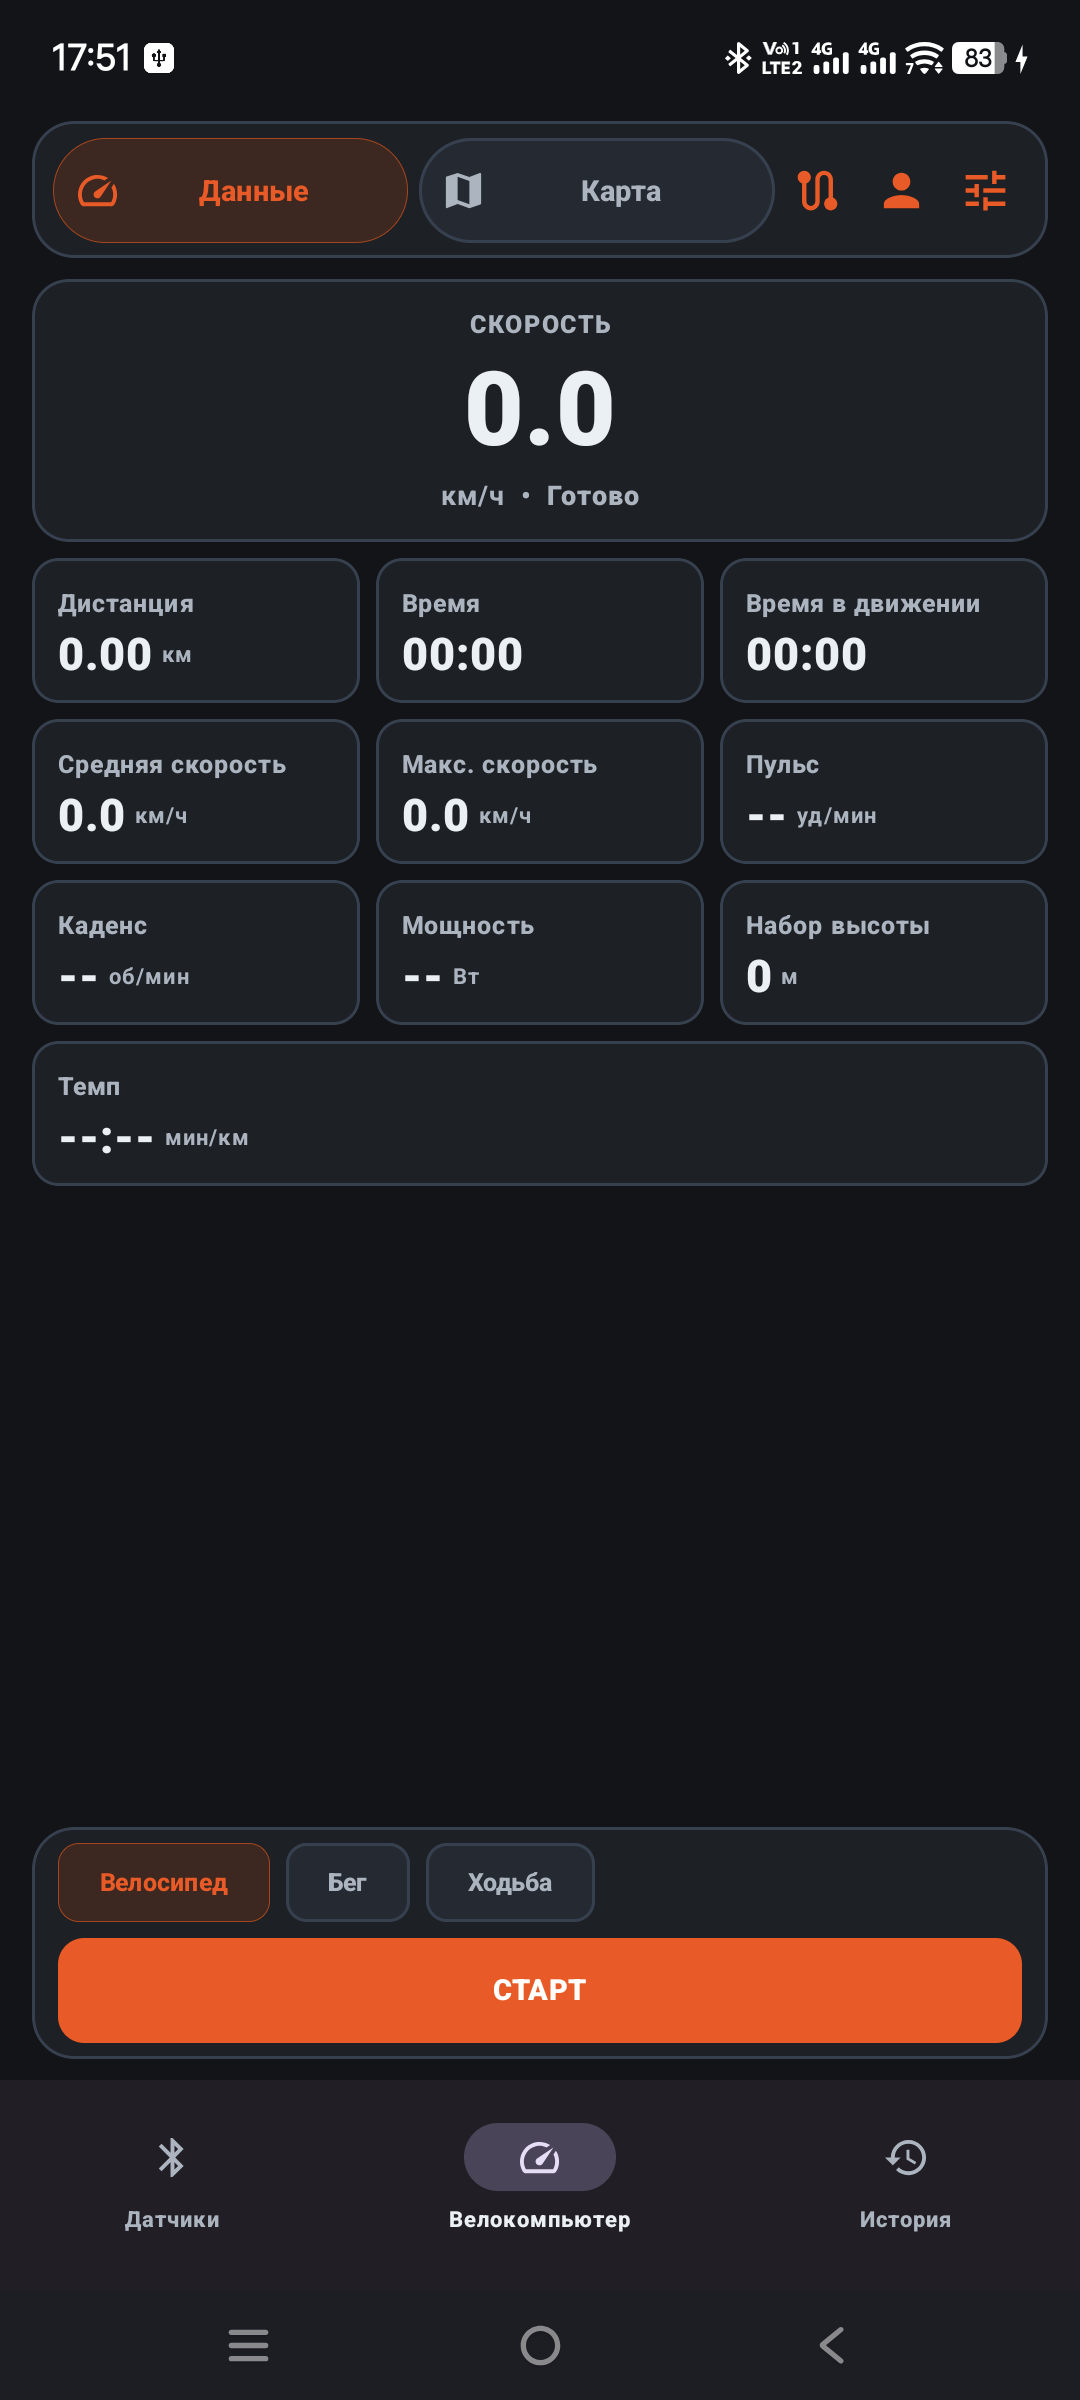 17:51
Vo) 1 LTE2 4G 4G 7 83
Данные
Карта
СКОРОСТЬ
0.0
км/ч • Готово
Дистанция
0.00 км
Время
00:00
Время в движении
00:00
Средняя скорость
0.0 км/ч
Макс. скорость
0.0 км/ч
Пульс
-- уд/мин
Каденс
-- об/мин
Мощность
-- Вт
Набор высоты
0 м
Темп
--:-- мин/км
Велосипед
Бег
Ходьба
СТАРТ
Датчики
Велокомпьютер
История